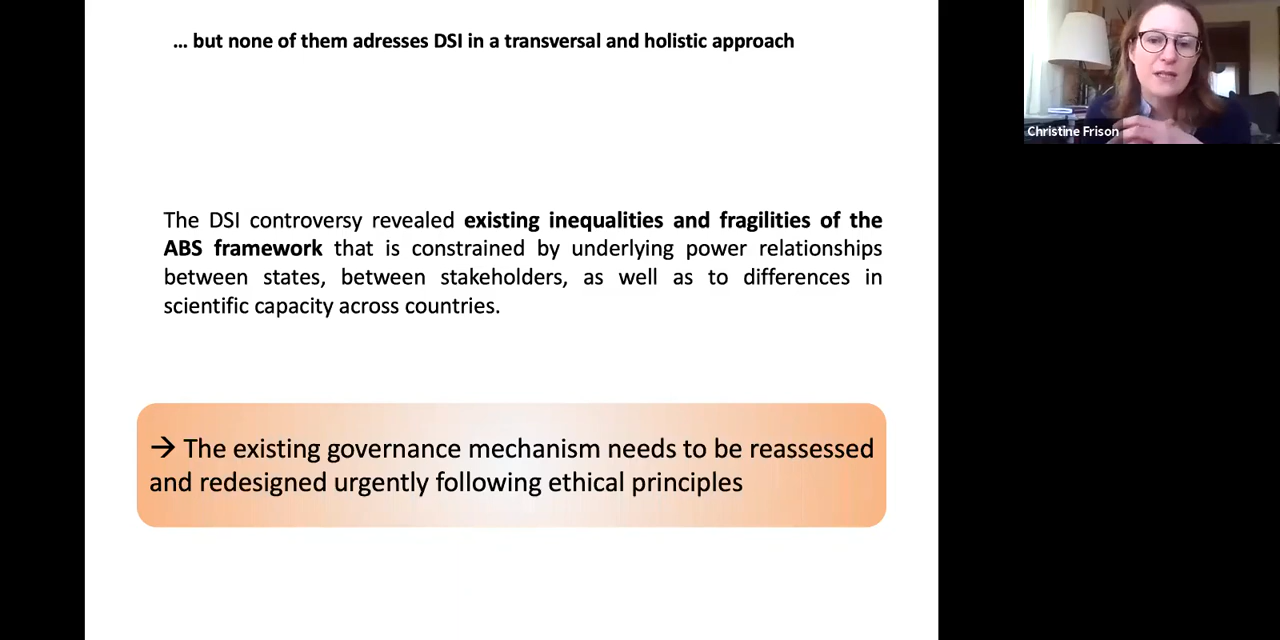 ... but none of them adresses DSI in a transversal and holistic approach
Christine Frison
The DSI controversy revealed existing inequalities and fragilities of the
ABS framework that is constrained by underlying power relationships
between states, between stakeholders, as well as to differences in
scientific capacity across countries.
→ The existing governance mechanism needs to be reassessed
and redesigned urgently following ethical principles